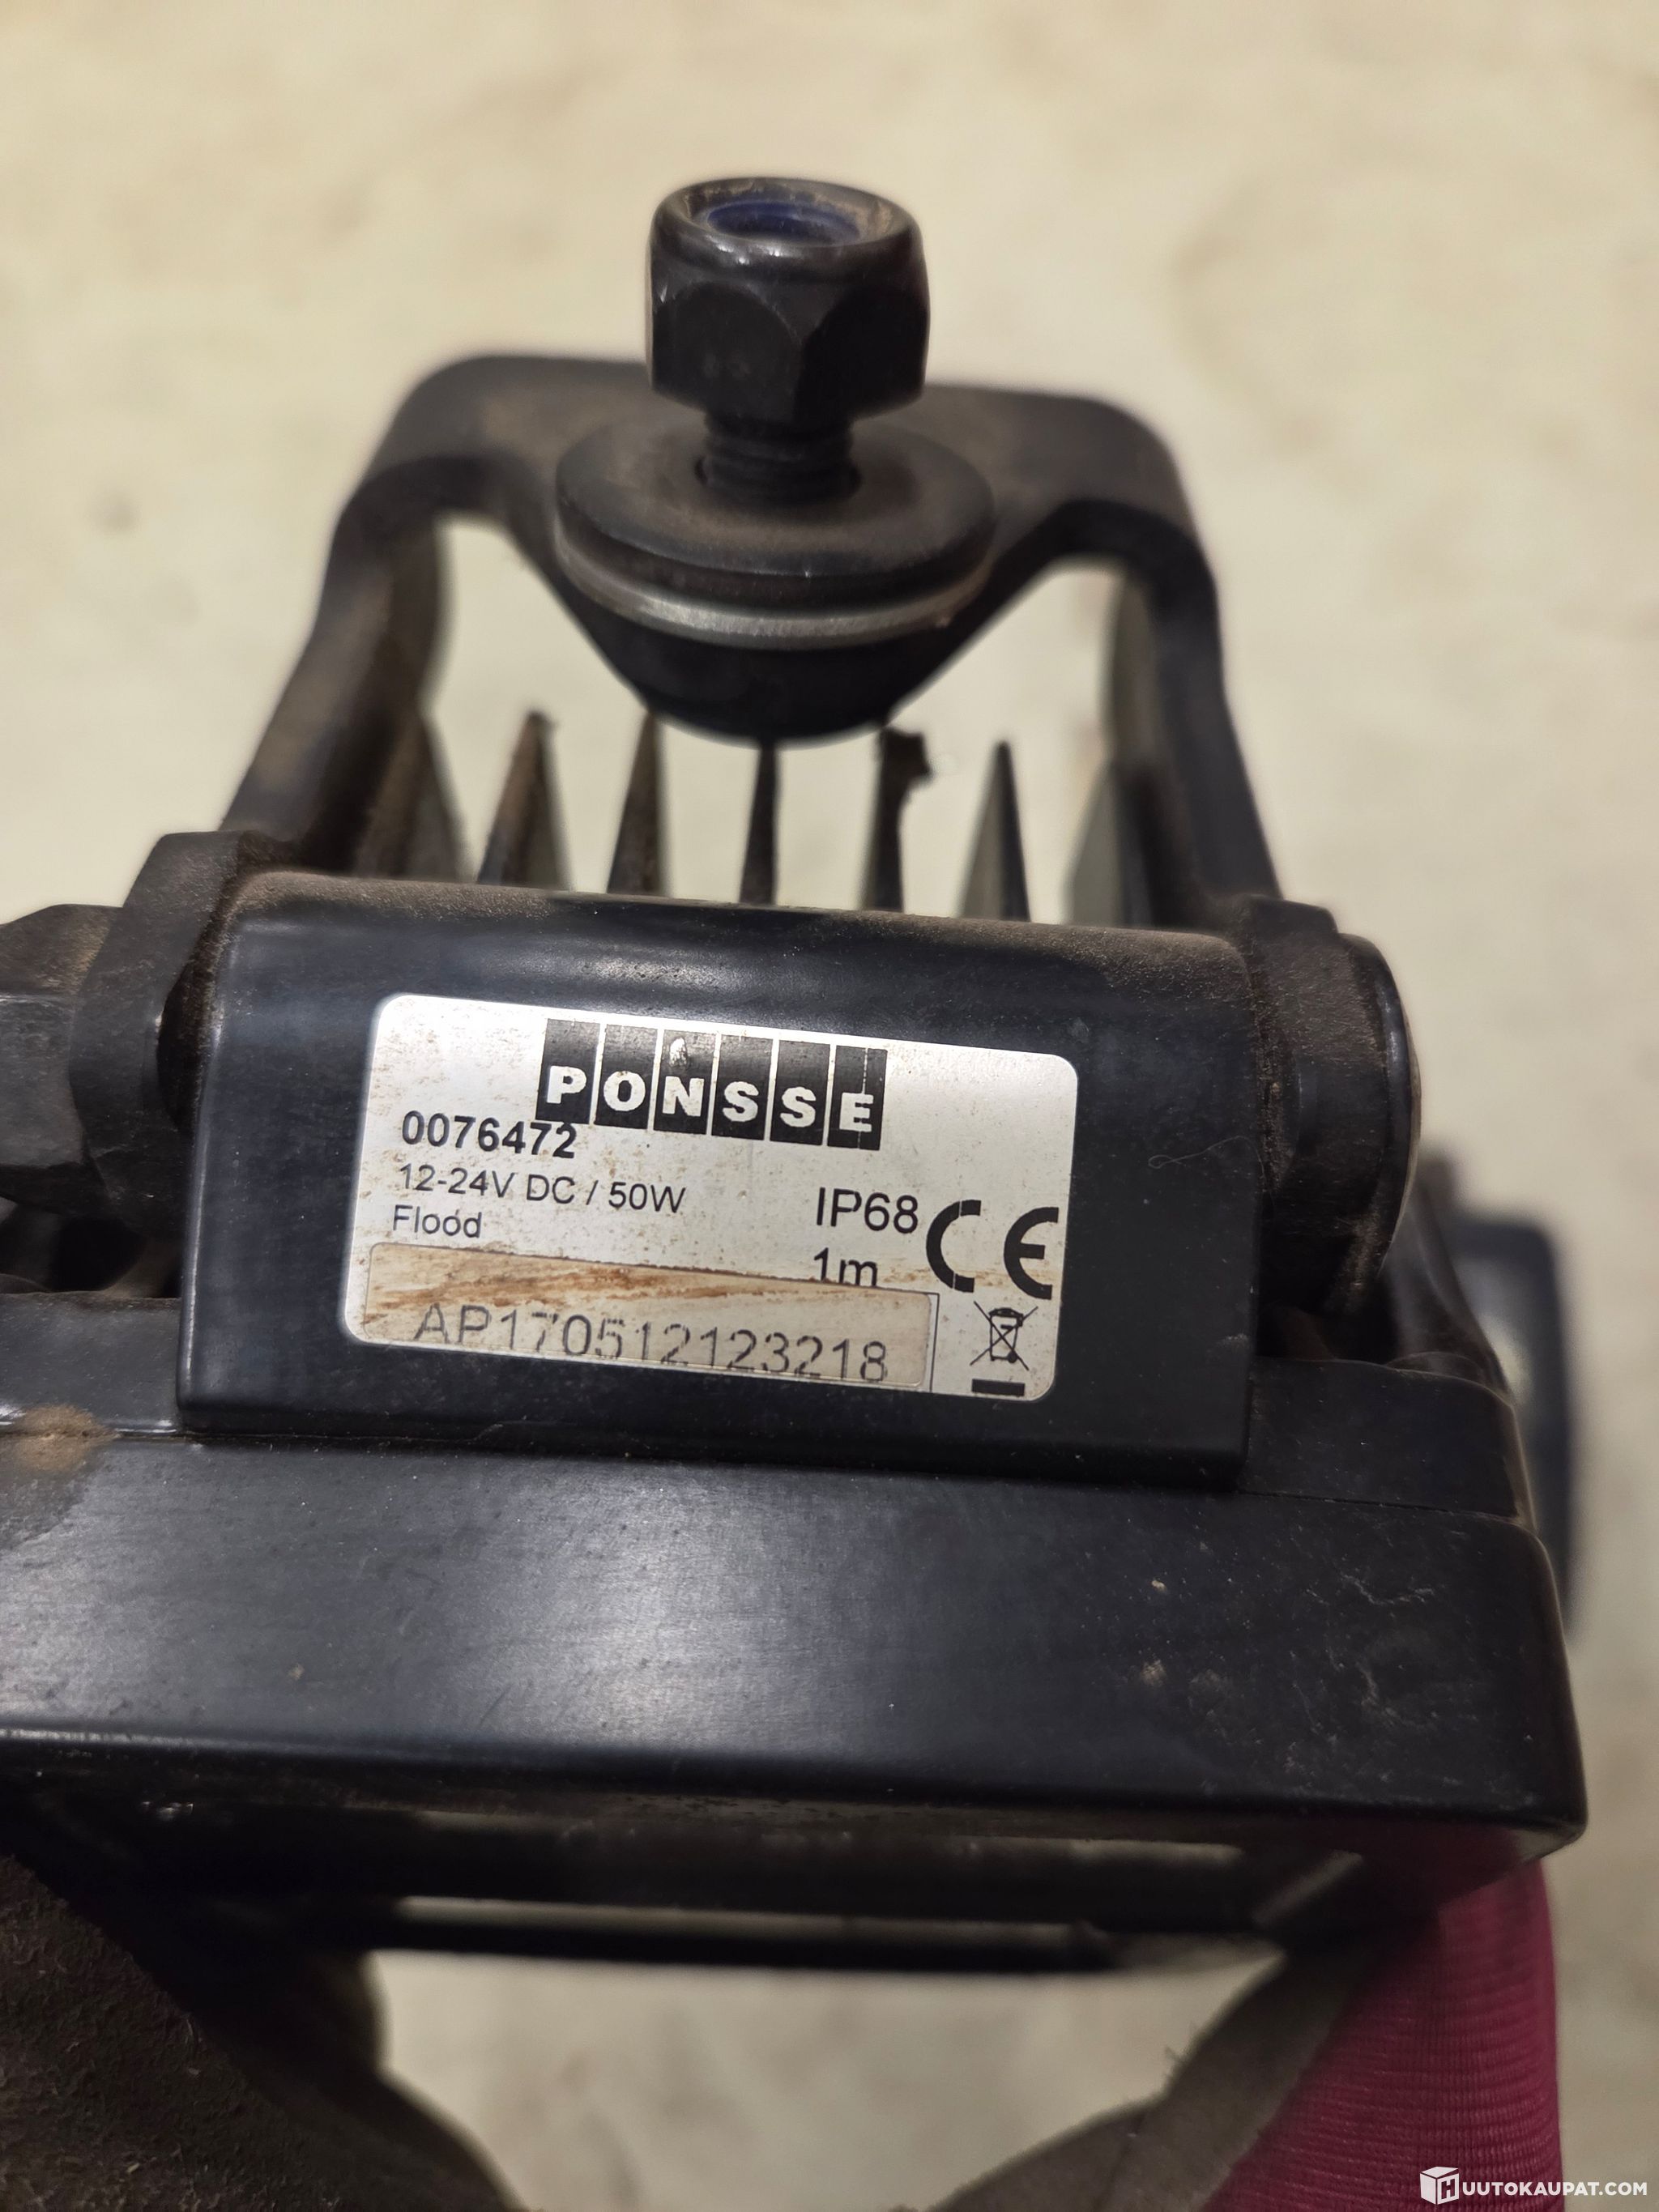 PONSSE
0076472
12-24V DC / 50W
Flood
IP68
1m
CE
AP170512123218
HUUTOKAUPAT.COM